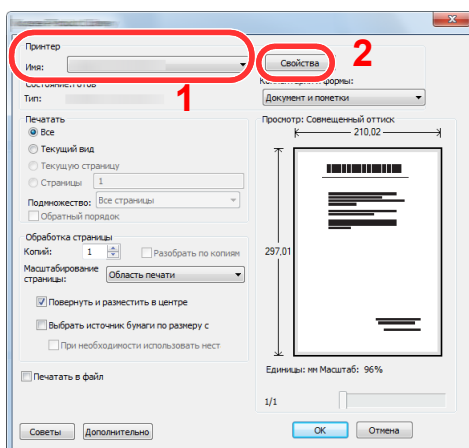 Принтер
2
Имя:
Свойства
Состояние: Готов
Комментарии и формы:
Тип:
1
Документ и пометки
Печатать
Просмотр: Совмещенный оттиск
Все
210,02
Текущий вид
Текущую страницу
Страницы 1
Подмножество: Все страницы
Обратный порядок
Обработка страницы
Копий: 1 Разобрать по копиям
297,01
Масштабирование страницы: Область печати
Повернуть и разместить в центре
Выбрать источник бумаги по размеру с
При необходимости использовать нест
Единицы: мм Масштаб: 96%
Печатать в файл
1/1
Советы Дополнительно
ОК Отмена